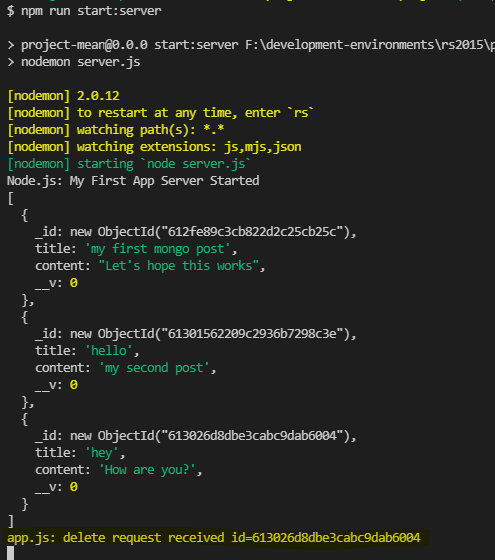 $ npm run start:server
> project-mean@0.0.0 start:server F:\development-environments\rs2015\p
> nodemon server.js
[nodemon] 2.0.12
[nodemon] to restart at any time, enter `rs`
[nodemon] watching path(s): *.*
[nodemon] watching extensions: js,mjs,json
[nodemon] starting `node server.js`
Node.js: My First App Server Started
[
  {
    _id: new ObjectId("612fe89c3cb822d2c25cb25c"),
    title: 'my first mongo post',
    content: "Let's hope this works",
    __v: 0
  },
  {
    _id: new ObjectId("61301562209c2936b7298c3e"),
    title: 'hello',
    content: 'my second post',
    __v: 0
  },
  {
    _id: new ObjectId("613026d8dbe3cabc9dab6004"),
    title: 'hey',
    content: 'How are you?',
    __v: 0
  }
]
app.js: delete request received id=613026d8dbe3cabc9dab6004